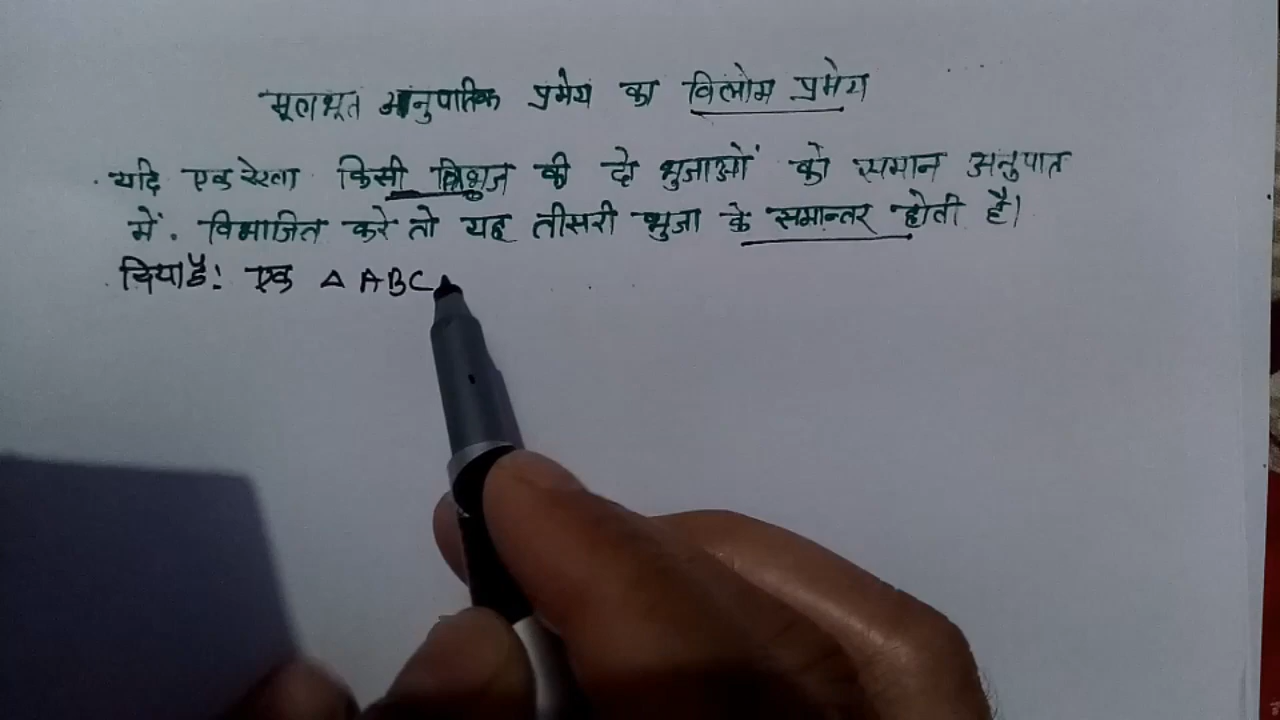 मूलभूत आनुपातिक प्रमेय का विलोम प्रमेय
यदि एक रेखा किसी त्रिभुज की दो भुजाओं को समान अनुपात
में. विभाजित करे तो यह तीसरी भुजा के समान्तर होती है।
दिया है: एक Δ ABC